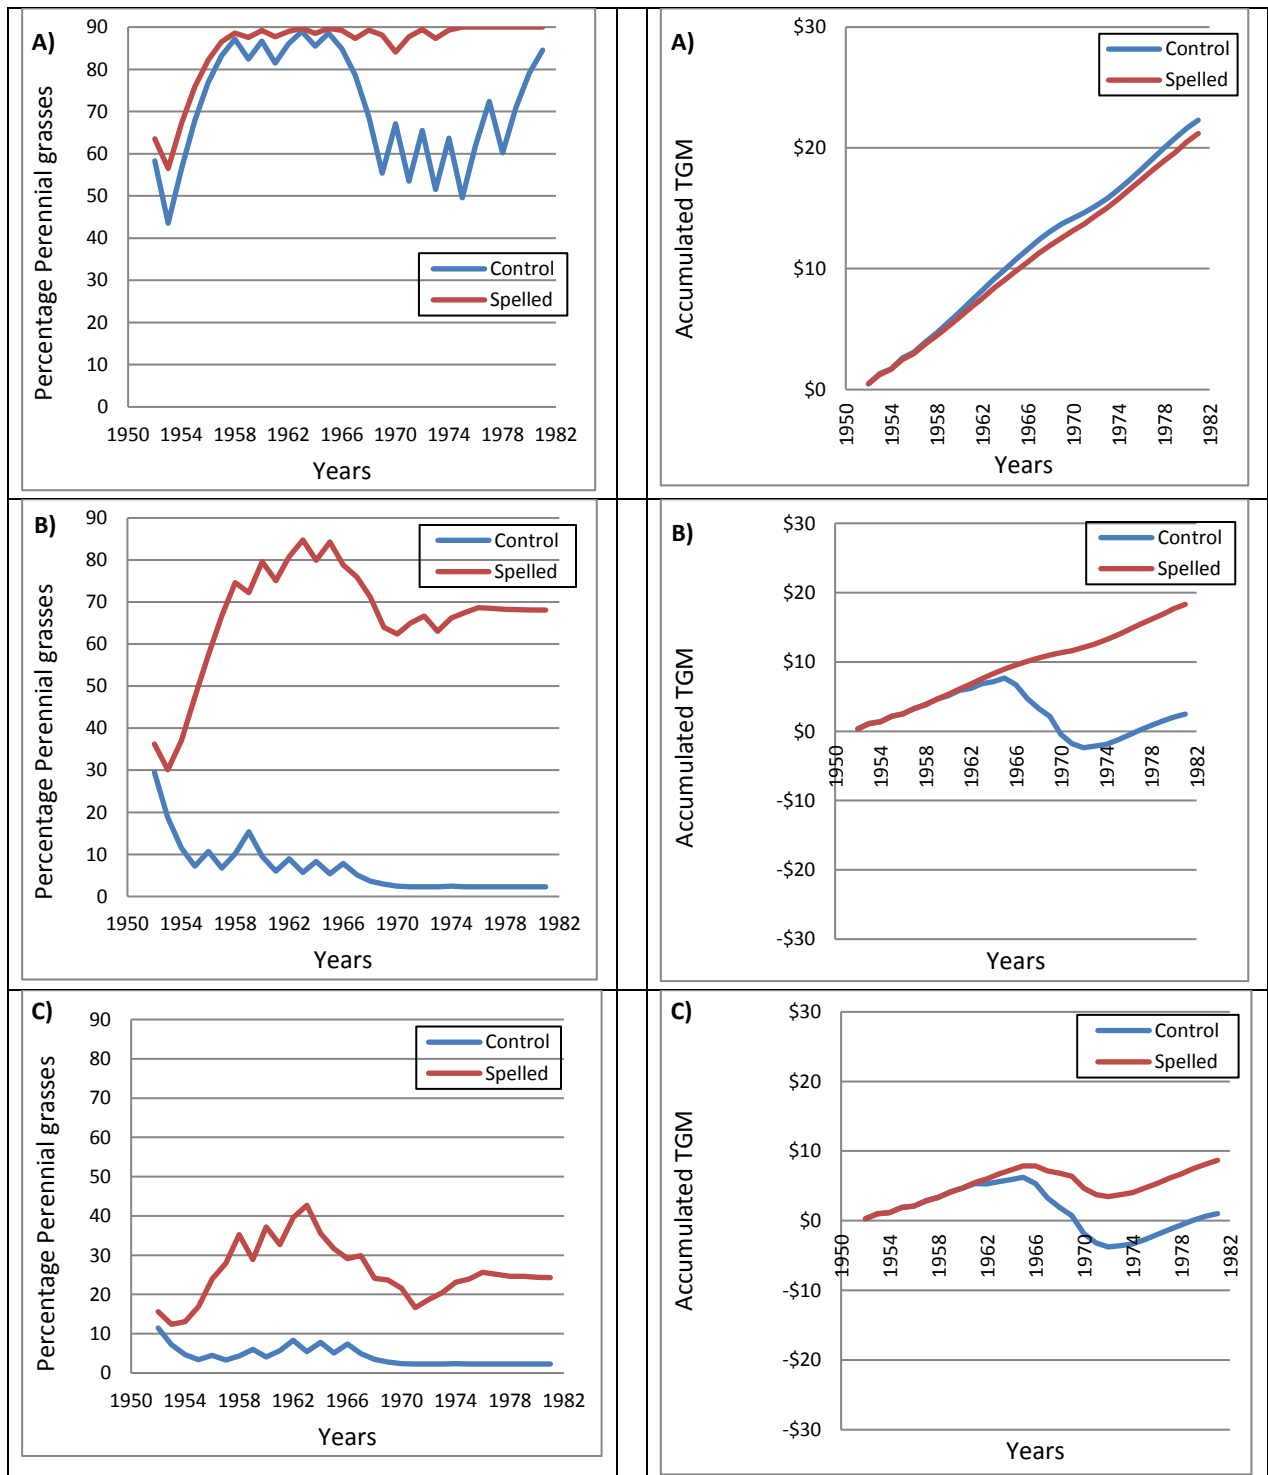 A)
Percentage Perennial grasses
90
80
70
60
50
40
30
20
10
0
1950 1954 1958 1962 1966 1970 1974 1978 1982
Years
Control
Spelled
A)
Accumulated TGM
$30
$20
$10
$0
1950 1954 1958 1962 1966 1970 1974 1978 1982
Years
Control
Spelled
B)
Percentage Perennial grasses
90
80
70
60
50
40
30
20
10
0
1950 1954 1958 1962 1966 1970 1974 1978 1982
Years
Control
Spelled
B)
Accumulated TGM
$30
$20
$10
$0
-$10
-$20
-$30
1950 1954 1958 1962 1966 1970 1974 1978 1982
Years
Control
Spelled
C)
Percentage Perennial grasses
90
80
70
60
50
40
30
20
10
0
1950 1954 1958 1962 1966 1970 1974 1978 1982
Years
Control
Spelled
C)
Accumulated TGM
$30
$20
$10
$0
-$10
-$20
-$30
1950 1954 1958 1962 1966 1970 1974 1978 1982
Years
Control
Spelled